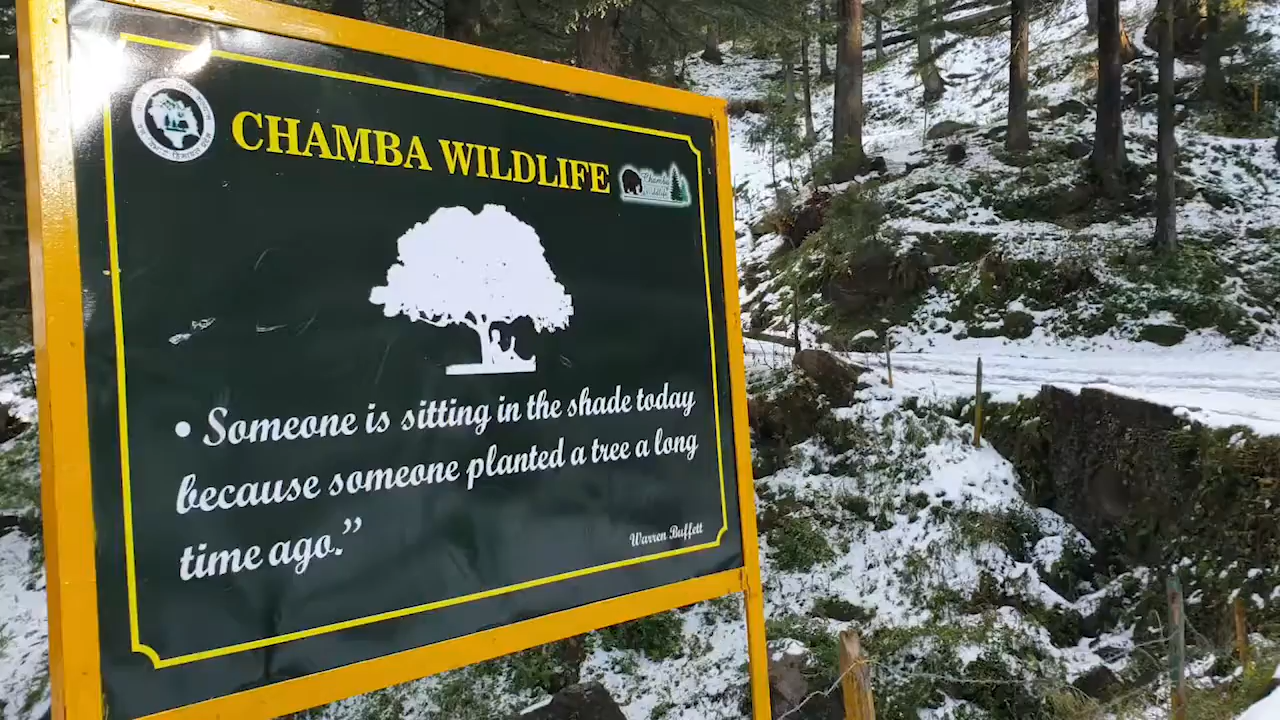 CHAMBA WILDLIFE
• Someone is sitting in the shade today
because someone planted a tree a long
time ago.”
Warren Buffett